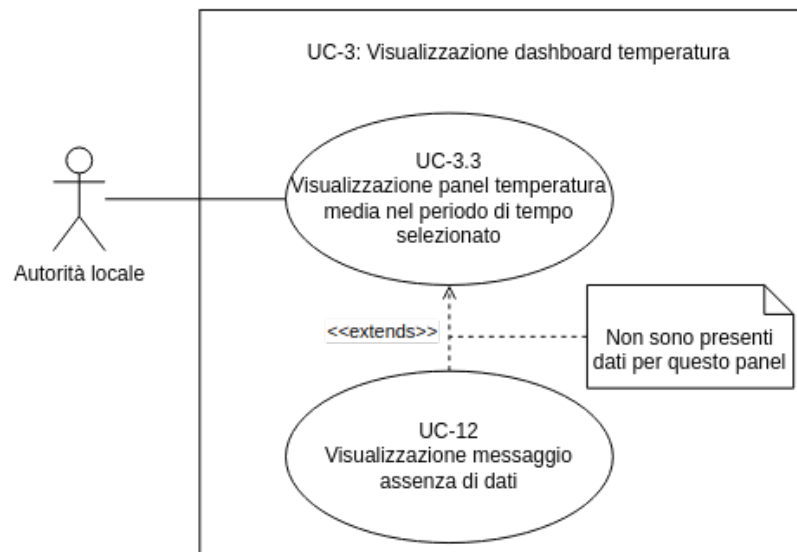 UC-3: Visualizzazione dashboard temperatura
UC-3.3
Visualizzazione panel temperatura
media nel periodo di tempo
selezionato
Autorità locale
<<extends>>
Non sono presenti
dati per questo panel
UC-12
Visualizzazione messaggio
assenza di dati